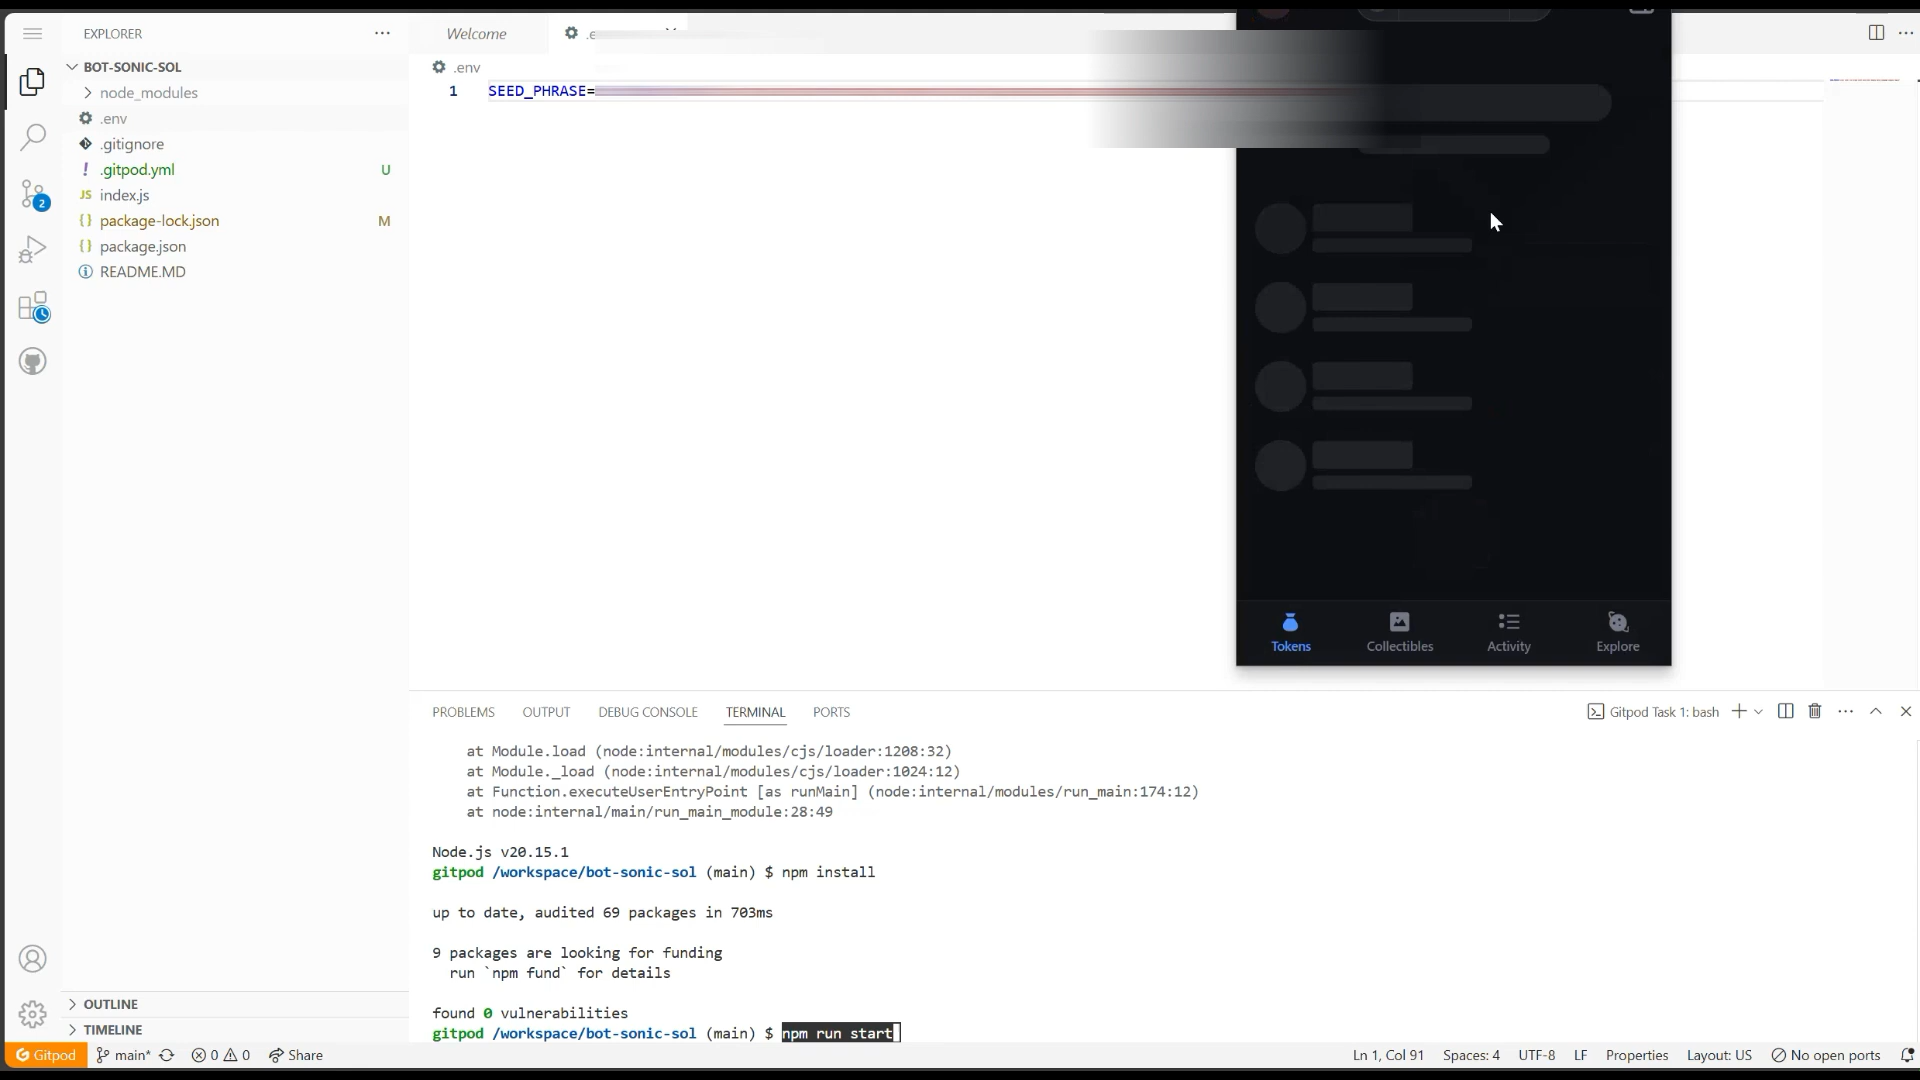 EXPLORER
Welcome
BOT-SONIC-SOL
node_modules
.env
.gitignore
.gitpod.yml U
JS index.js
package-lock.json M
package.json
README.MD
2
OUTLINE
TIMELINE
.env
1 SEED_PHRASE=
Tokens
Collectibles
Activity
Explore
PROBLEMS OUTPUT DEBUG CONSOLE TERMINAL PORTS
Gitpod Task 1: bash
at Module.load (node:internal/modules/cjs/loader:1208:32)
at Module._load (node:internal/modules/cjs/loader:1024:12)
at Function.executeUserEntryPoint [as runMain] (node:internal/modules/run_main:174:12)
at node:internal/main/run_main_module:28:49
Node.js v20.15.1
gitpod /workspace/bot-sonic-sol (main) $ npm install
up to date, audited 69 packages in 703ms
9 packages are looking for funding
run `npm fund` for details
found 0 vulnerabilities
gitpod /workspace/bot-sonic-sol (main) $ npm run start
Gitpod main* 0 0 Share
Ln 1, Col 91 Spaces: 4 UTF-8 LF Properties Layout: US No open ports